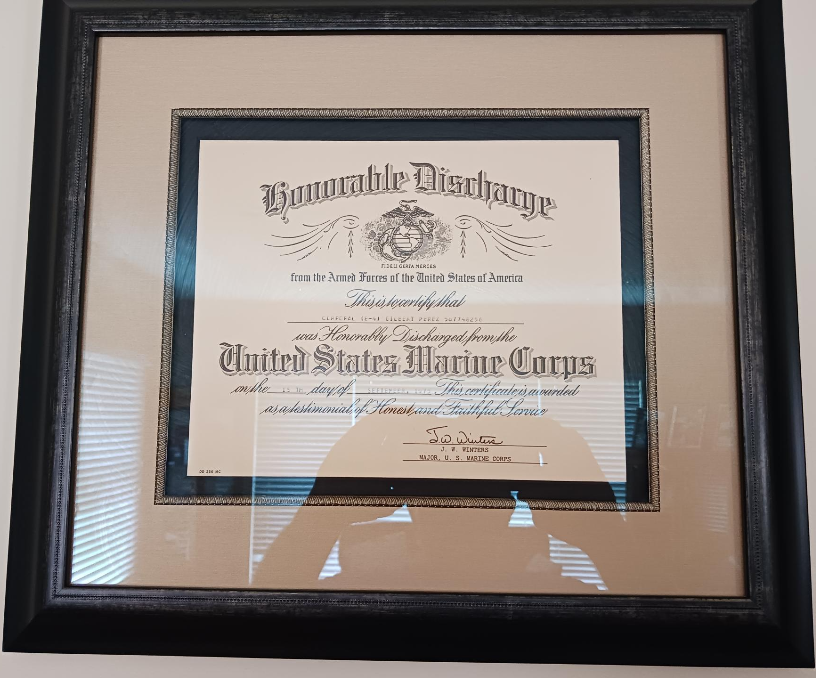 Honorable Discharge
from the Armed Forces of the United States of America
This is to certify that
was Honorably Discharged from the
United States Marine Corps
on the day of This certificate is awarded
as a testimonial of Honest and Faithful Service
J.W. Winters
J. W. WINTERS
MAJOR, U. S. MARINE CORPS